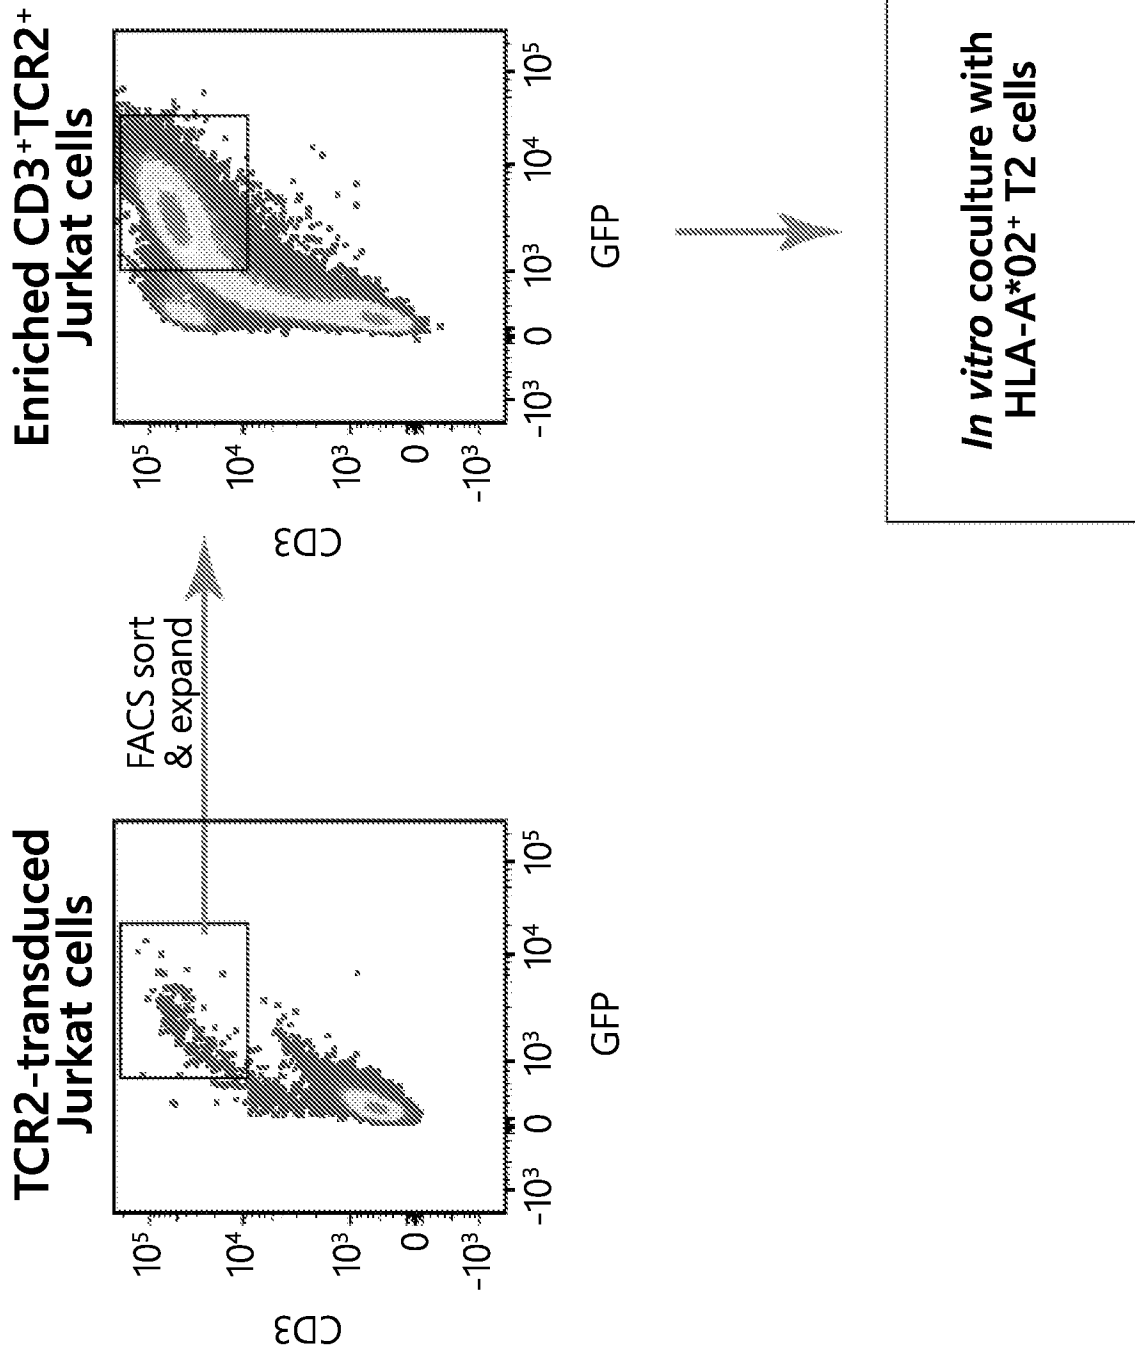 TCR2-transduced
Jurkat cells
CD3
10⁵
10⁴
10³
0
-10³
-10³
0
10³
10⁴
10⁵
GFP
FACS sort
& expand
Enriched CD3⁺TCR2⁺
Jurkat cells
CD3
10⁵
10⁴
10³
0
-10³
-10³
0
10³
10⁴
10⁵
GFP
In vitro coculture with
HLA-A*02⁺ T2 cells